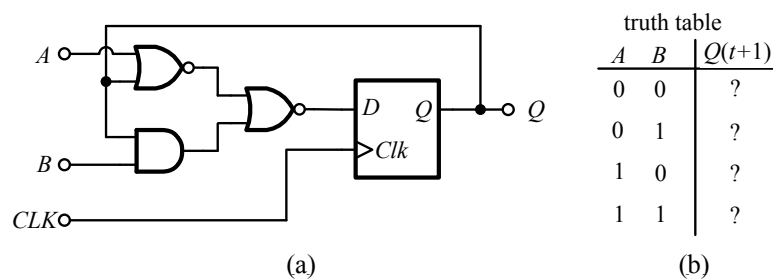 A
B
CLK
D
Q
Clk
Q
(a)
truth table
A B Q(t+1)
0 0 ?
0 1 ?
1 0 ?
1 1 ?
(b)